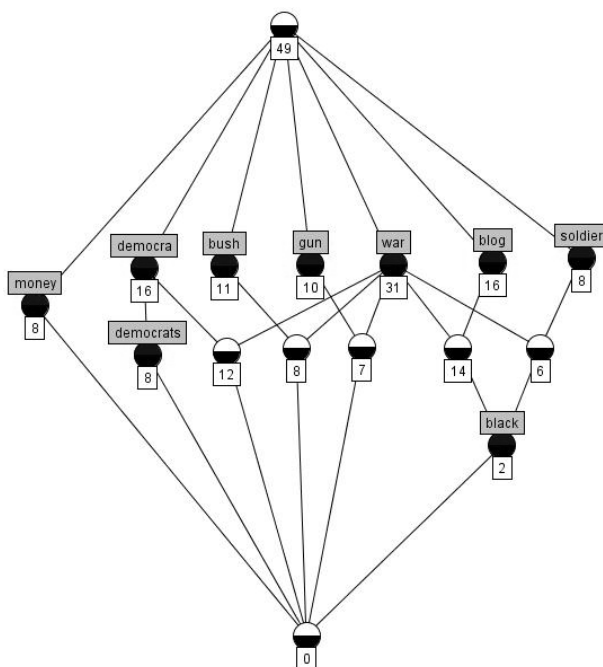 49
democra
bush
gun
war
blog
soldier
money
16
11
10
31
16
8
8
democrats
8
12
8
7
14
6
black
2
0